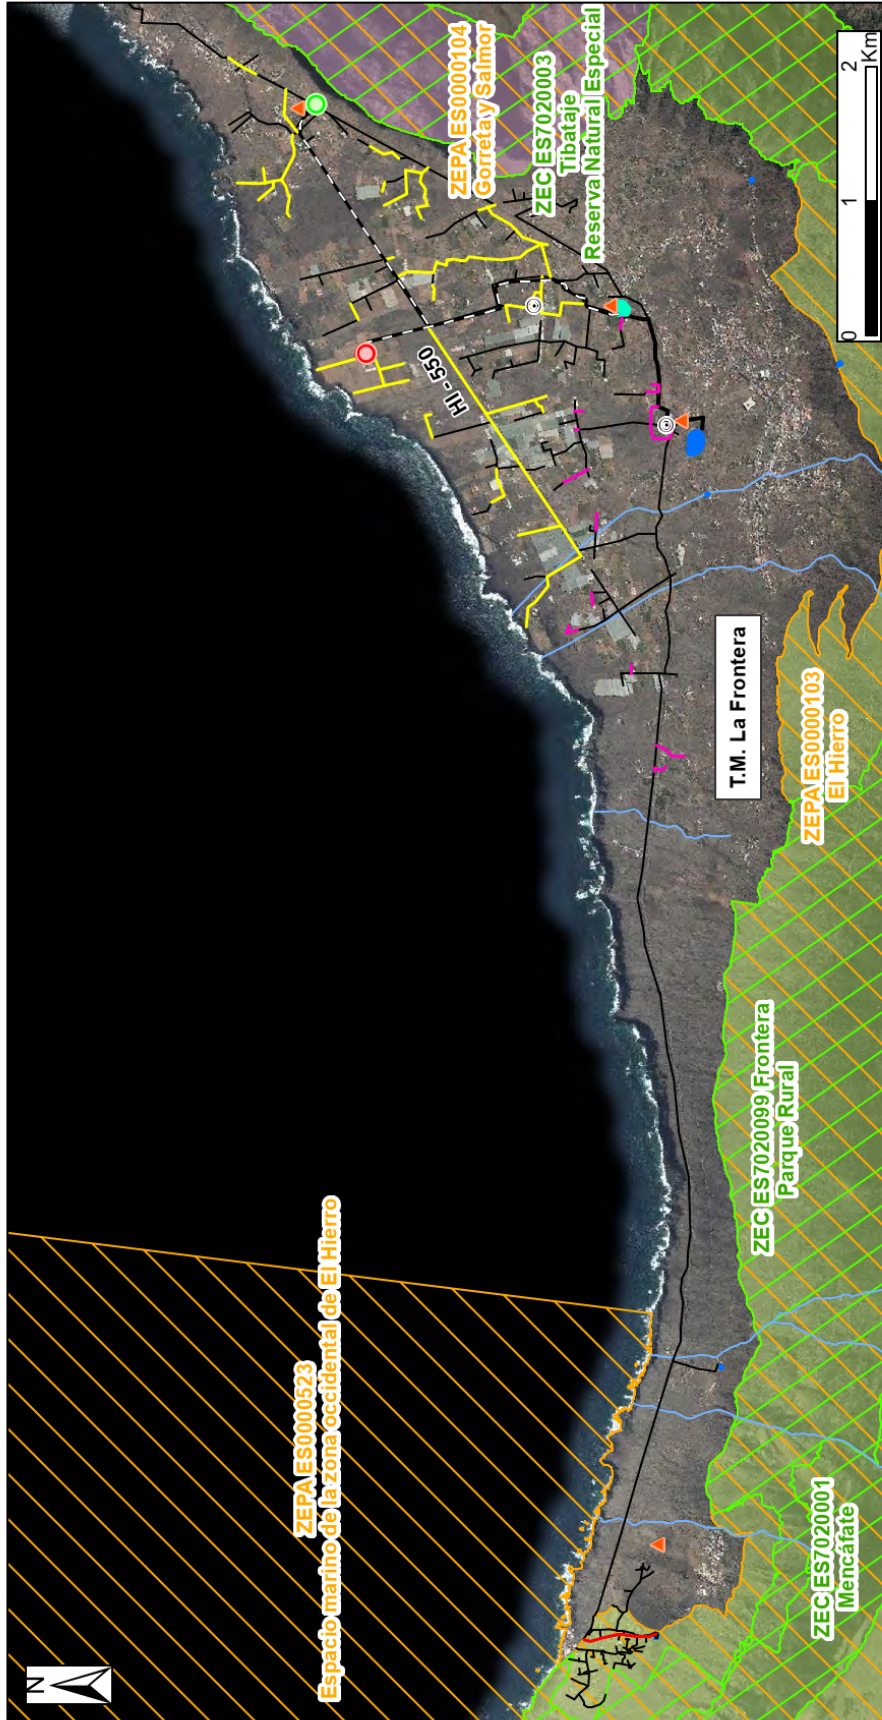 N
ZEPA ES0000523
Espacio marino de la zona occidental de El Hierro
ZEC ES7020001
Mencáfate
ZEC ES7020099 Frontera
Parque Rural
ZEPA ES0000103
El Hierro
T.M. La Frontera
HI - 550
ZEPA ES0000104
Gorreta y Salmor
ZEC ES7020003
Tibataje
Reserva Natural Especial
0 1 2
Km